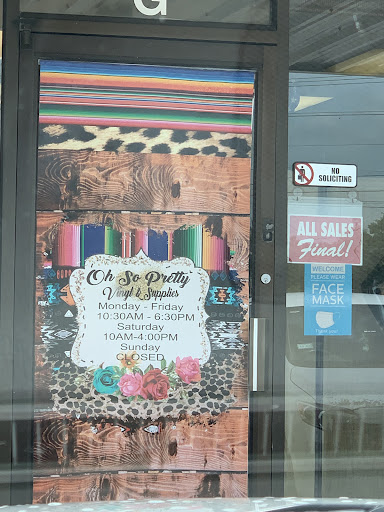 G
Oh So Pretty
Vinyl & Supplies
Monday - Friday
10:30AM - 6:30PM
Saturday
10AM-4:00PM
Sunday
CLOSED
NO
SOLICITING
ALL SALES
Final!
WELCOME
PLEASE WEAR
FACE
MASK